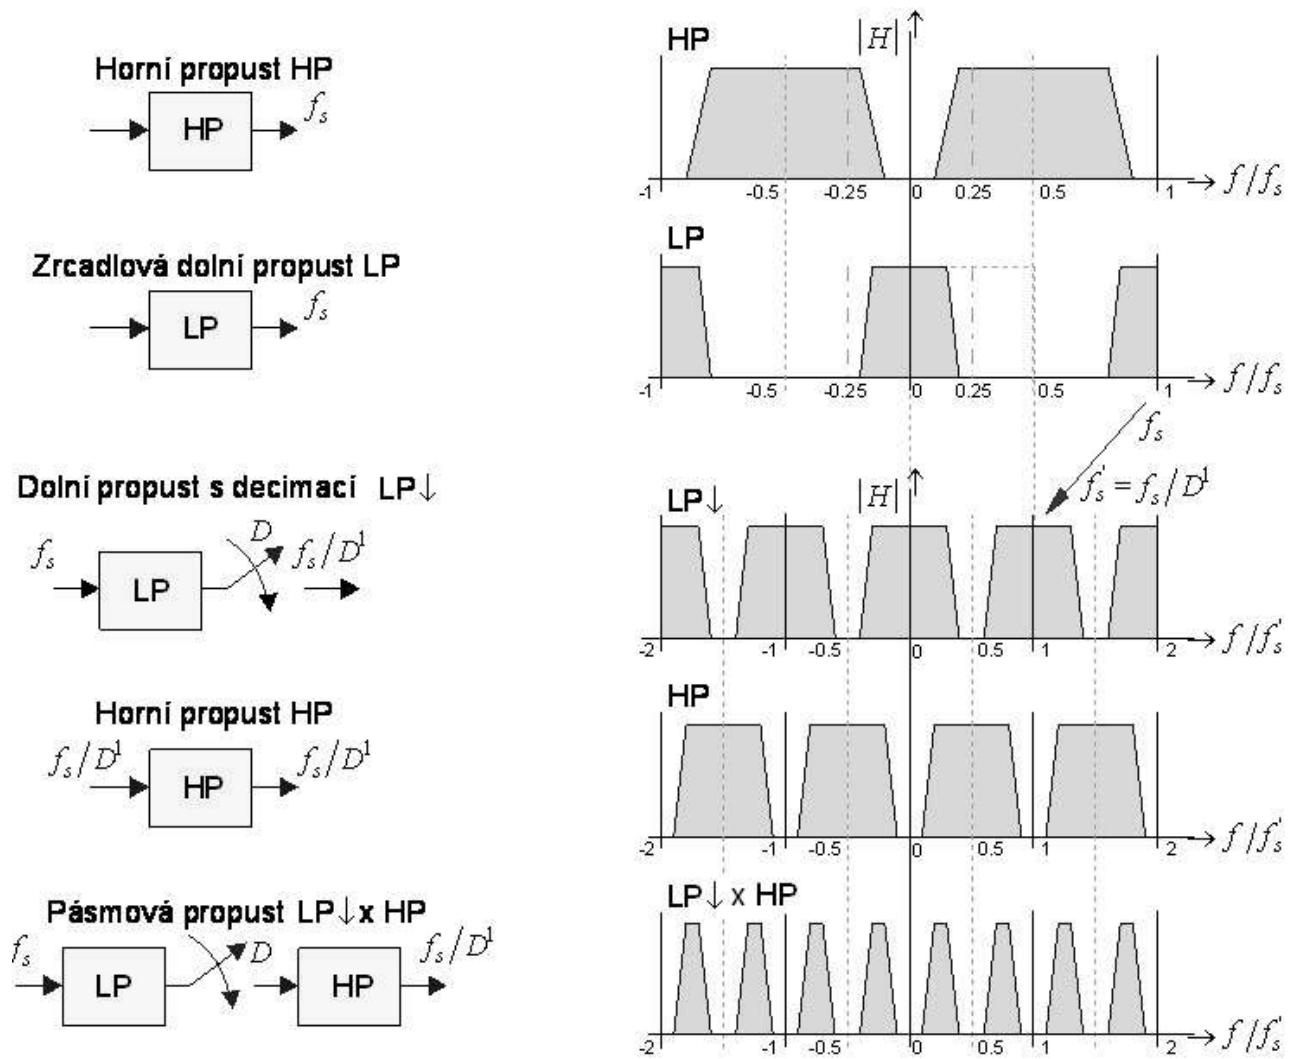 Horní propust HP
HP
f_s
HP
|H|
-1 -0.5 -0.25 0 0.25 0.5 1
f/f_s
Zrcadlová dolní propust LP
LP
f_s
LP
-1 -0.5 -0.25 0 0.25 0.5 1
f/f_s
f_s
f_s' = f_s/D¹
Dolní propust s decimací LP↓
f_s
LP
D
f_s/D¹
LP↓
|H|
-2 -1 -0.5 0 0.5 1 2
f/f_s'
Horní propust HP
f_s/D¹
HP
f_s/D¹
HP
-2 -1 -0.5 0 0.5 1 2
f/f_s'
Pásmová propust LP↓x HP
f_s
LP
D
HP
f_s/D¹
LP↓ x HP
-2 -1 -0.5 0 0.5 1 2
f/f_s'